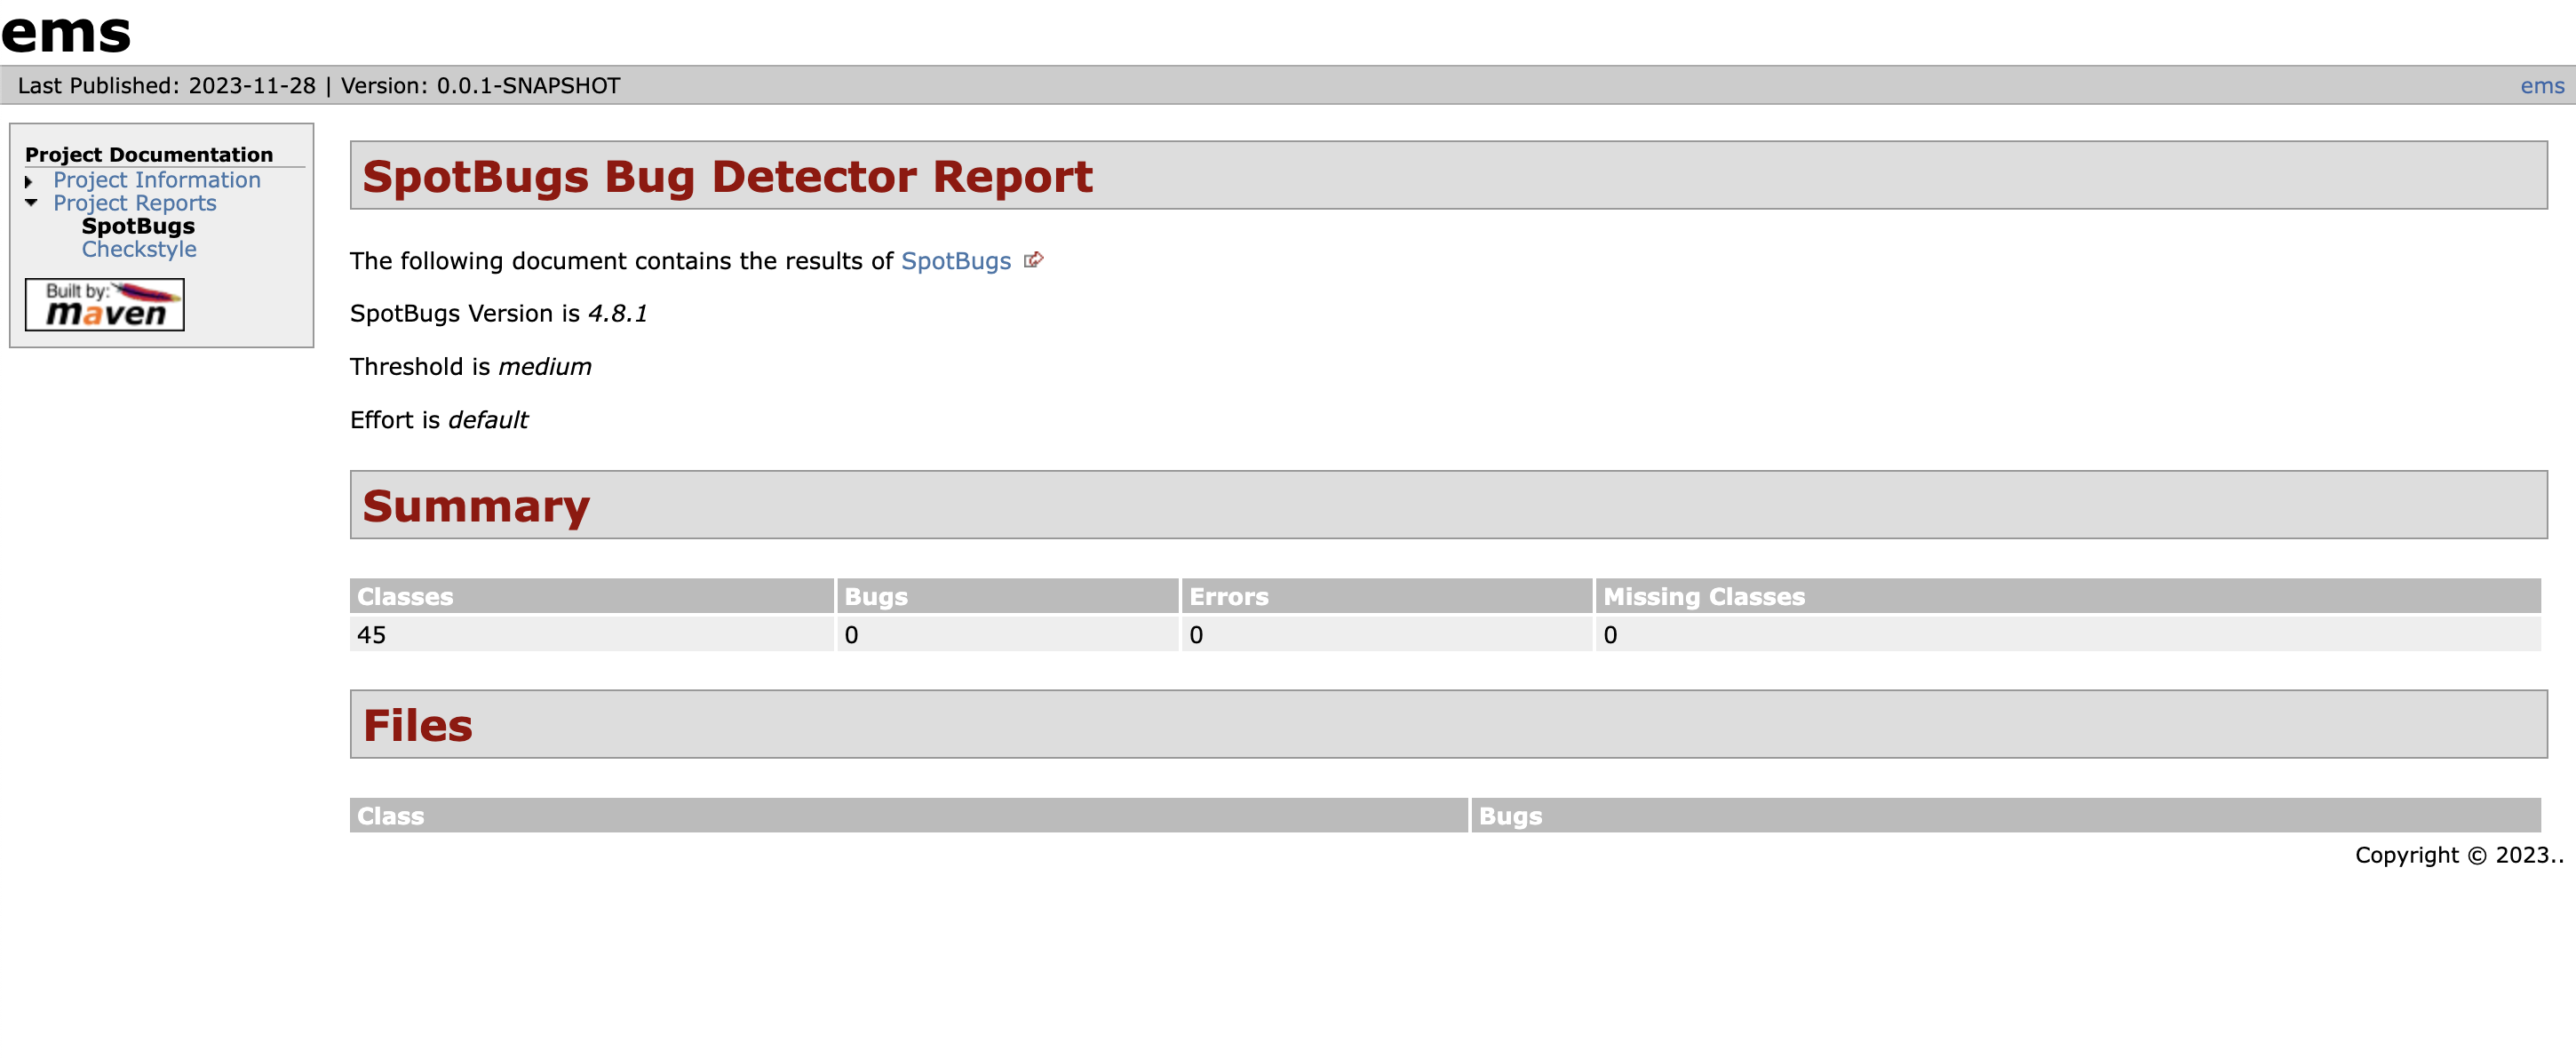 ems
Last Published: 2023-11-28 | Version: 0.0.1-SNAPSHOT
ems
Project Documentation
Project Information
Project Reports
SpotBugs
Checkstyle
Built by:
maven
SpotBugs Bug Detector Report
The following document contains the results of SpotBugs
SpotBugs Version is 4.8.1
Threshold is medium
Effort is default
Summary
Classes Bugs Errors Missing Classes
45 0 0 0
Files
Class Bugs
Copyright © 2023..